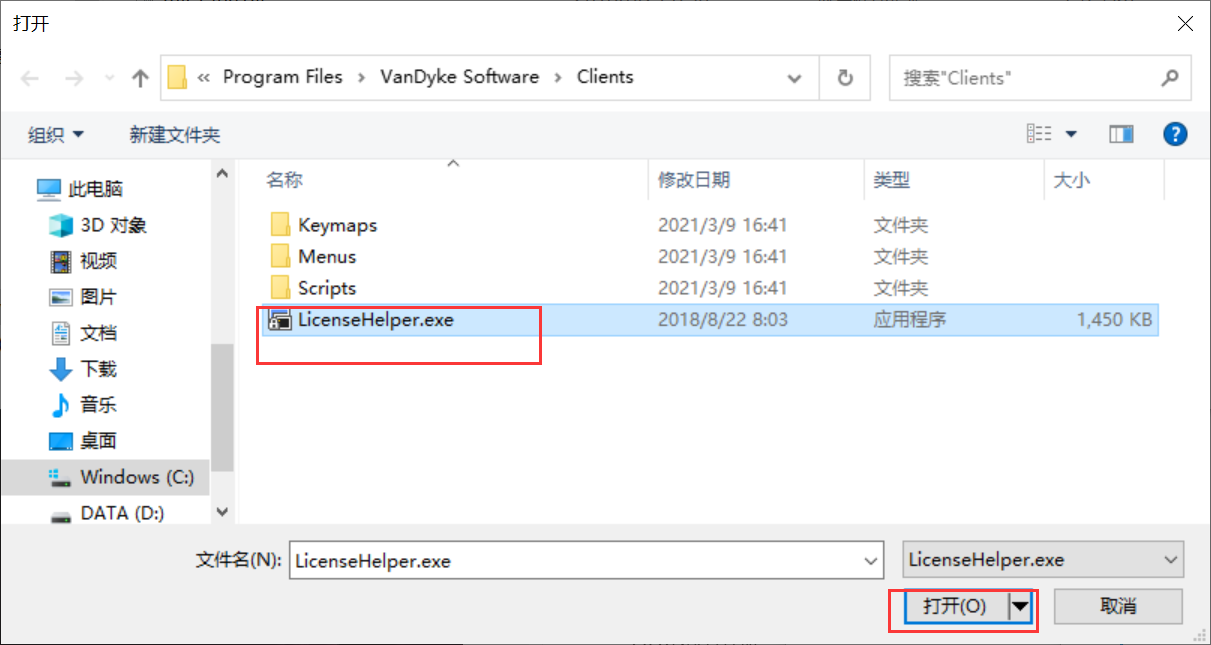 打开
« Program Files › VanDyke Software › Clients
搜索"Clients"
组织 新建文件夹
?
名称 修改日期 类型 大小
此电脑
3D 对象
视频
图片
文档
下载
音乐
桌面
Windows (C:)
DATA (D:)
Keymaps 2021/3/9 16:41 文件夹
Menus 2021/3/9 16:41 文件夹
Scripts 2021/3/9 16:41 文件夹
LicenseHelper.exe 2018/8/22 8:03 应用程序 1,450 KB
文件名(N): LicenseHelper.exe LicenseHelper.exe
打开(O) 取消